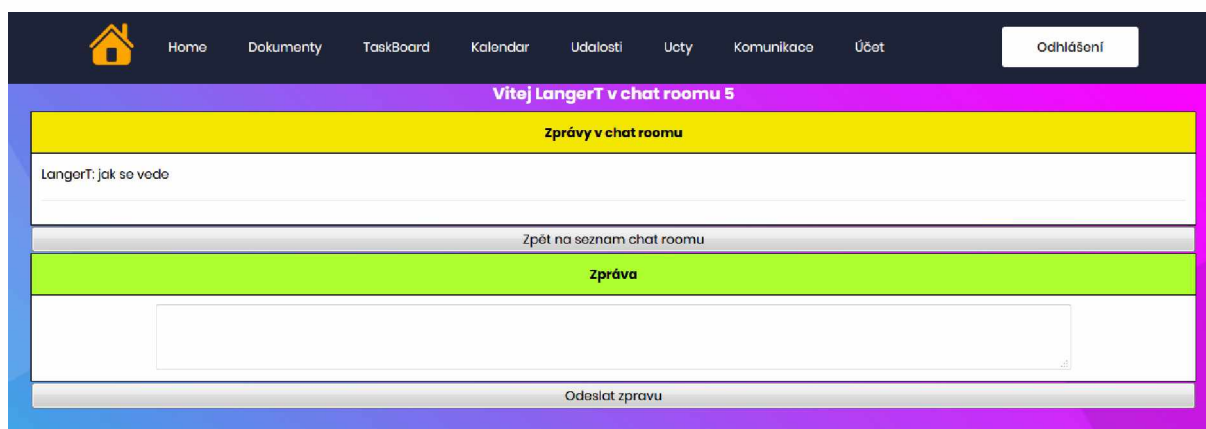 Home Dokumenty TaskBoard Kalendar Udalosti Ucty Komunikace Účet Odhlášení
Vitej LangerT v chat roomu 5
Zprávy v chat roomu
LangerT: jak se vede
Zpět na seznam chat roomu
Zpráva
Odeslat zpravu